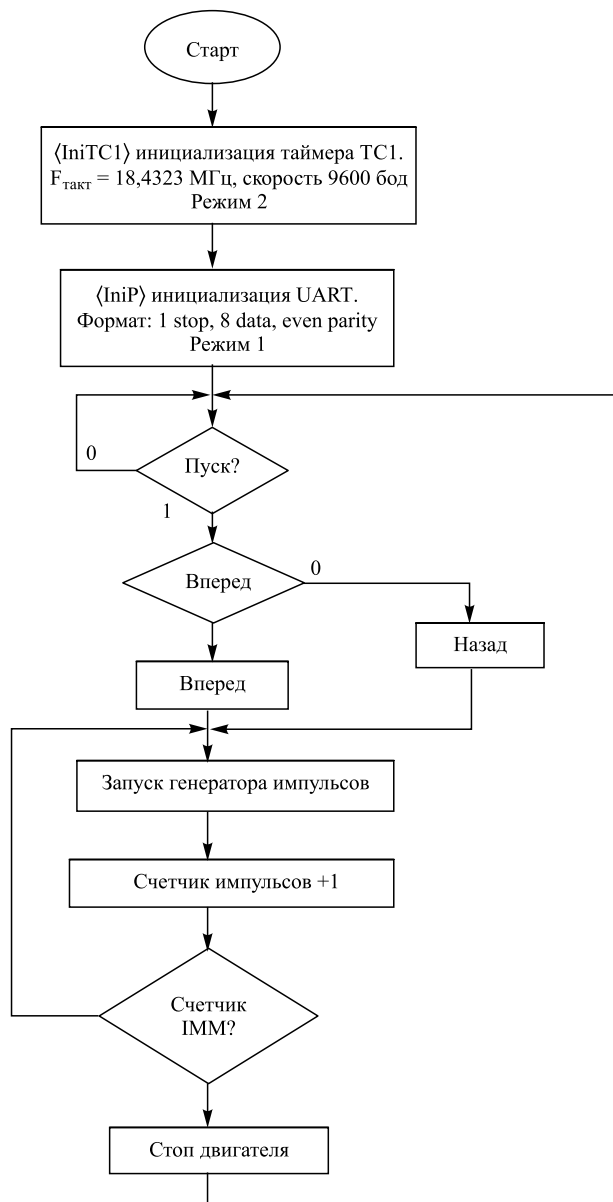 Старт
⟨IniTC1⟩ инициализация таймера ТС1.
Fтакт = 18,4323 МГц, скорость 9600 бод
Режим 2
⟨IniP⟩ инициализация UART.
Формат: 1 stop, 8 data, even parity
Режим 1
0
Пуск?
1
Вперед
0
Назад
Вперед
Запуск генератора импульсов
Счетчик импульсов +1
Счетчик
IMM?
Стоп двигателя